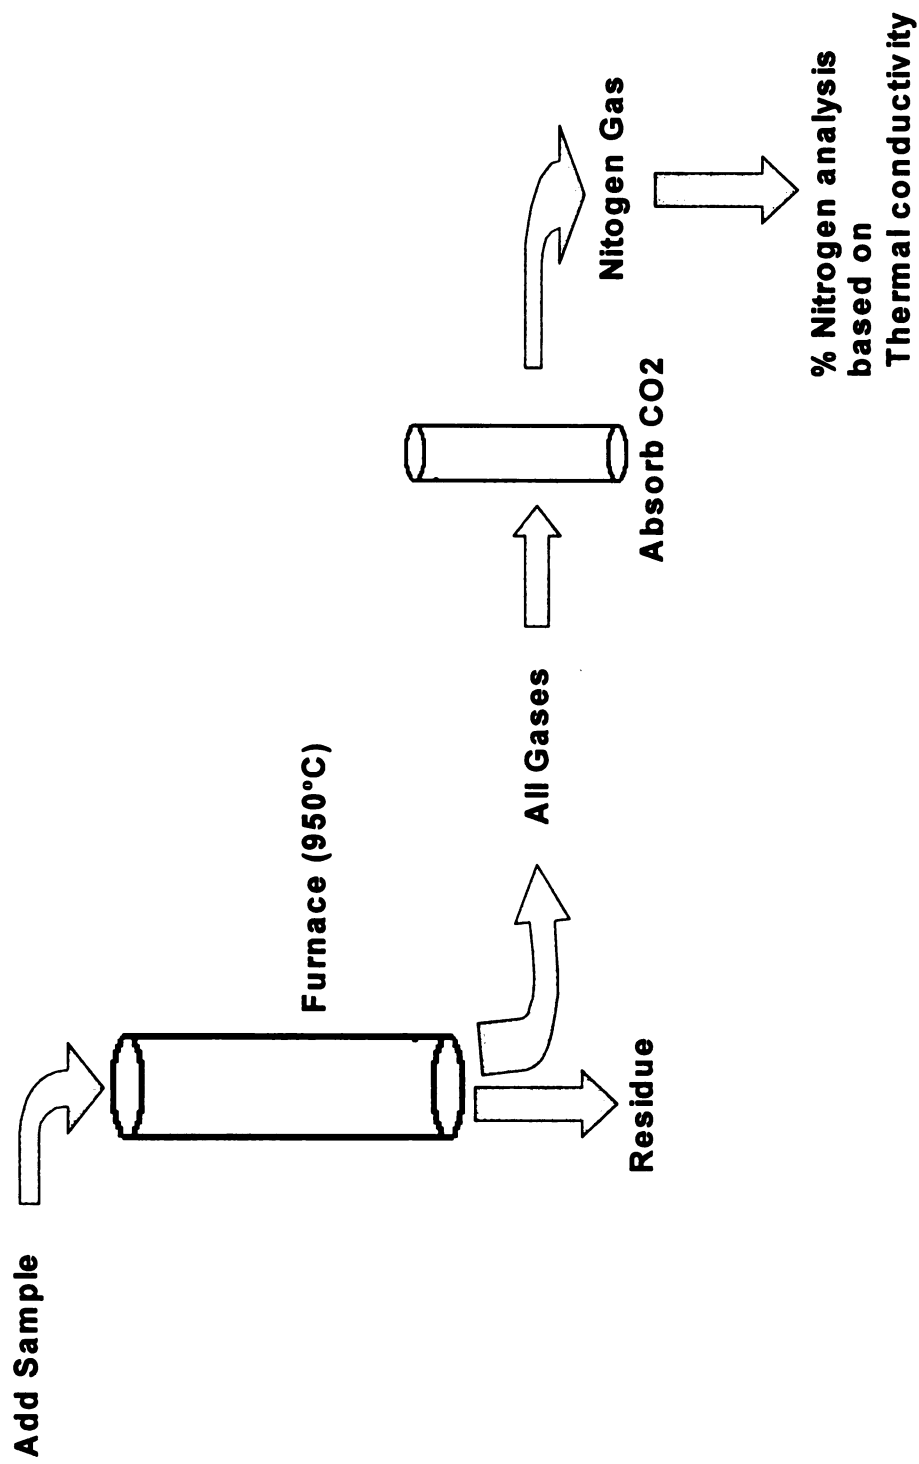 Add Sample
Furnace (950°C)
Residue
All Gases
Absorb CO2
Nitogen Gas
% Nitrogen analysis
based on
Thermal conductivity